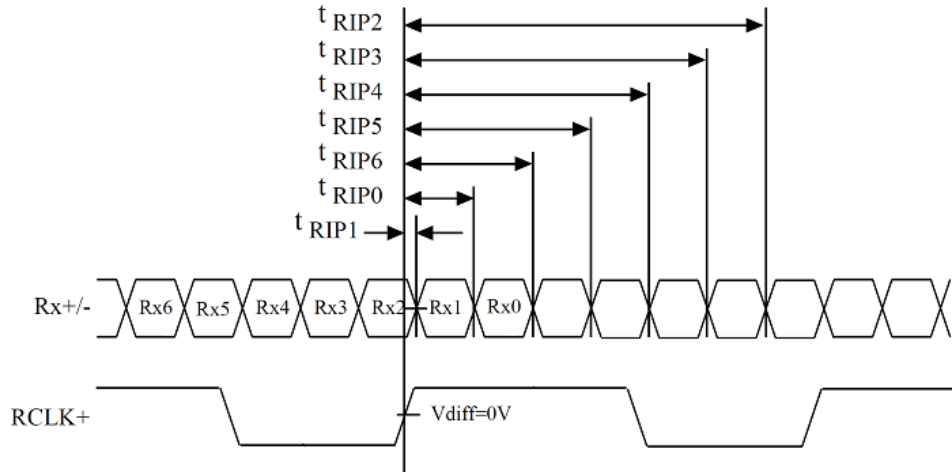 t RIP2
t RIP3
t RIP4
t RIP5
t RIP6
t RIP0
t RIP1
Rx+/- Rx6 Rx5 Rx4 Rx3 Rx2 Rx1 Rx0
RCLK+ Vdiff=0V